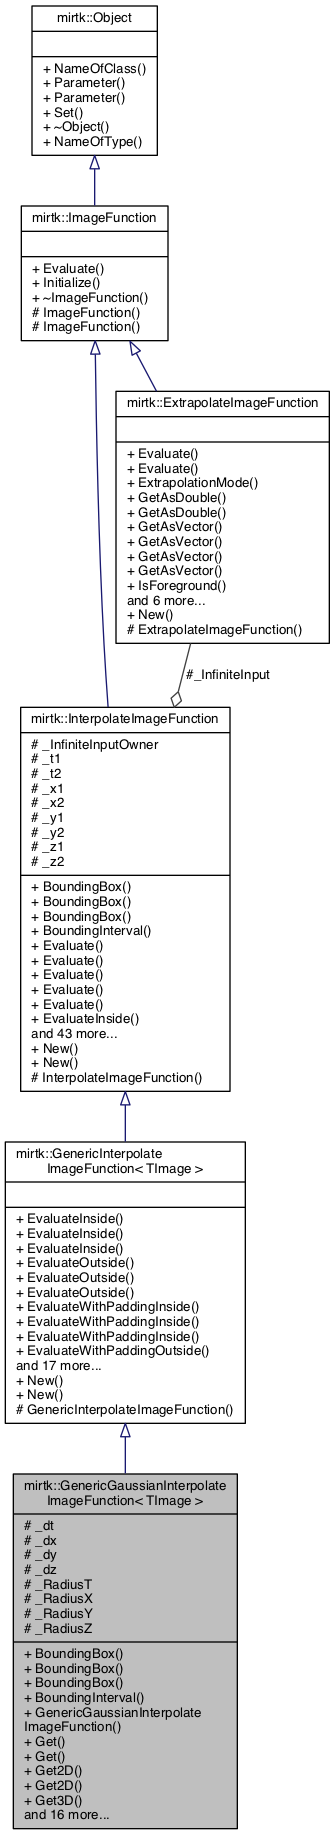 mirtk::Object
+ NameOfClass()
+ Parameter()
+ Parameter()
+ Set()
+ ~Object()
+ NameOfType()
mirtk::ImageFunction
+ Evaluate()
+ Initialize()
+ ~ImageFunction()
# ImageFunction()
# ImageFunction()
mirtk::ExtrapolateImageFunction
+ Evaluate()
+ Evaluate()
+ ExtrapolationMode()
+ GetAsDouble()
+ GetAsDouble()
+ GetAsVector()
+ GetAsVector()
+ GetAsVector()
+ GetAsVector()
+ IsForeground()
and 6 more...
+ New()
# ExtrapolateImageFunction()
#_InfiniteInput
mirtk::InterpolateImageFunction
# _InfiniteInputOwner
# _t1
# _t2
# _x1
# _x2
# _y1
# _y2
# _z1
# _z2
+ BoundingBox()
+ BoundingBox()
+ BoundingBox()
+ BoundingInterval()
+ Evaluate()
+ Evaluate()
+ Evaluate()
+ Evaluate()
+ Evaluate()
+ EvaluateInside()
and 43 more...
+ New()
+ New()
# InterpolateImageFunction()
mirtk::GenericInterpolate
ImageFunction< TImage >
+ EvaluateInside()
+ EvaluateInside()
+ EvaluateInside()
+ EvaluateOutside()
+ EvaluateOutside()
+ EvaluateOutside()
+ EvaluateWithPaddingInside()
+ EvaluateWithPaddingInside()
+ EvaluateWithPaddingInside()
+ EvaluateWithPaddingOutside()
and 17 more...
+ New()
+ New()
# GenericInterpolateImageFunction()
mirtk::GenericGaussianInterpolate
ImageFunction< TImage >
# _dt
# _dx
# _dy
# _dz
# _RadiusT
# _RadiusX
# _RadiusY
# _RadiusZ
+ BoundingBox()
+ BoundingBox()
+ BoundingBox()
+ BoundingInterval()
+ GenericGaussianInterpolate
ImageFunction()
+ Get()
+ Get()
+ Get2D()
+ Get2D()
+ Get3D()
and 16 more...